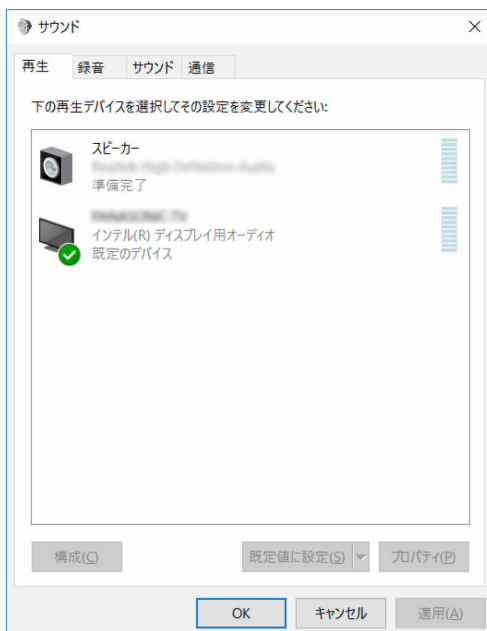 サウンド
再生 録音 サウンド 通信
下の再生デバイスを選択してその設定を変更してください:
スピーカー
準備完了
インテル(R) ディスプレイ用オーディオ
既定のデバイス
構成(C) 既定値に設定(S) プロパティ(P)
OK キャンセル 適用(A)